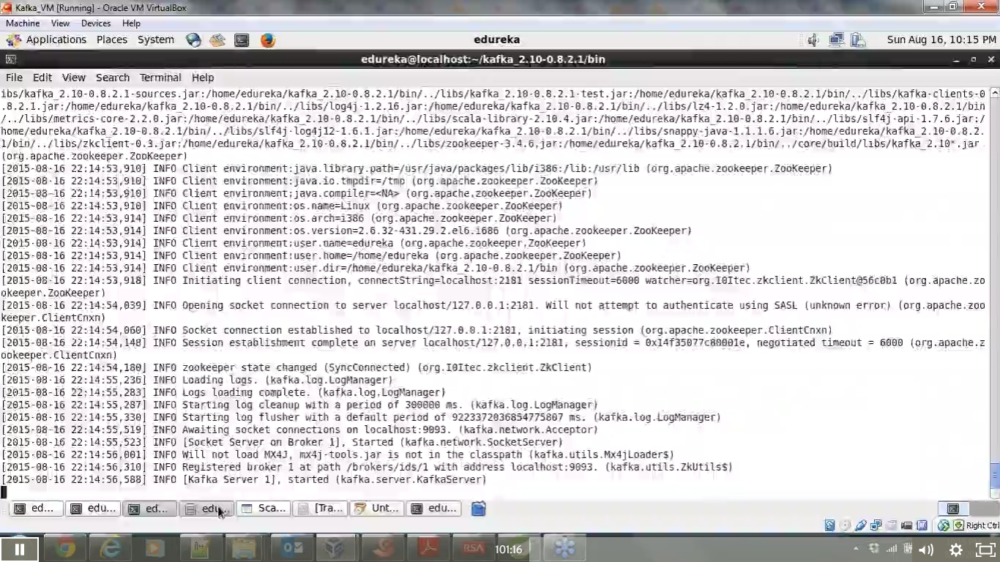 Kafka_VM [Running] - Oracle VM VirtualBox
Machine View Devices Help
Applications Places System edureka Sun Aug 16, 10:15 PM
edureka@localhost:~/kafka_2.10-0.8.2.1/bin
File Edit View Search Terminal Help
ibs/kafka_2.10-0.8.2.1-sources.jar:/home/edureka/kafka_2.10-0.8.2.1/bin/../libs/kafka_2.10-0.8.2.1-test.jar:/home/edureka/kafka_2.10-0.8.2.1/bin/../libs/kafka-clients-0
.8.2.1.jar:/home/edureka/kafka_2.10-0.8.2.1/bin/../libs/log4j-1.2.16.jar:/home/edureka/kafka_2.10-0.8.2.1/bin/../libs/lz4-1.2.0.jar:/home/edureka/kafka_2.10-0.8.2.1/bin
/../libs/metrics-core-2.2.0.jar:/home/edureka/kafka_2.10-0.8.2.1/bin/../libs/scala-library-2.10.4.jar:/home/edureka/kafka_2.10-0.8.2.1/bin/../libs/slf4j-api-1.7.6.jar:/
home/edureka/kafka_2.10-0.8.2.1/bin/../libs/slf4j-log4j12-1.6.1.jar:/home/edureka/kafka_2.10-0.8.2.1/bin/../libs/snappy-java-1.1.1.6.jar:/home/edureka/kafka_2.10-0.8.2.
1/bin/../libs/zkclient-0.3.jar:/home/edureka/kafka_2.10-0.8.2.1/bin/../libs/zookeeper-3.4.6.jar:/home/edureka/kafka_2.10-0.8.2.1/bin/../core/build/libs/kafka_2.10*.jar
(org.apache.zookeeper.ZooKeeper)
[2015-08-16 22:14:53,910] INFO Client environment:java.library.path=/usr/java/packages/lib/i386:/lib:/usr/lib (org.apache.zookeeper.ZooKeeper)
[2015-08-16 22:14:53,910] INFO Client environment:java.io.tmpdir=/tmp (org.apache.zookeeper.ZooKeeper)
[2015-08-16 22:14:53,910] INFO Client environment:java.compiler=<NA> (org.apache.zookeeper.ZooKeeper)
[2015-08-16 22:14:53,910] INFO Client environment:os.name=Linux (org.apache.zookeeper.ZooKeeper)
[2015-08-16 22:14:53,914] INFO Client environment:os.arch=i386 (org.apache.zookeeper.ZooKeeper)
[2015-08-16 22:14:53,914] INFO Client environment:os.version=2.6.32-431.29.2.el6.i686 (org.apache.zookeeper.ZooKeeper)
[2015-08-16 22:14:53,914] INFO Client environment:user.name=edureka (org.apache.zookeeper.ZooKeeper)
[2015-08-16 22:14:53,914] INFO Client environment:user.home=/home/edureka (org.apache.zookeeper.ZooKeeper)
[2015-08-16 22:14:53,914] INFO Client environment:user.dir=/home/edureka/kafka_2.10-0.8.2.1/bin (org.apache.zookeeper.ZooKeeper)
[2015-08-16 22:14:53,918] INFO Initiating client connection, connectString=localhost:2181 sessionTimeout=6000 watcher=org.I0Itec.zkclient.ZkClient@56c0b1 (org.apache.zo
okeeper.ZooKeeper)
[2015-08-16 22:14:54,039] INFO Opening socket connection to server localhost/127.0.0.1:2181. Will not attempt to authenticate using SASL (unknown error) (org.apache.zoo
keeper.ClientCnxn)
[2015-08-16 22:14:54,060] INFO Socket connection established to localhost/127.0.0.1:2181, initiating session (org.apache.zookeeper.ClientCnxn)
[2015-08-16 22:14:54,148] INFO Session establishment complete on server localhost/127.0.0.1:2181, sessionid = 0x14f35077c80001e, negotiated timeout = 6000 (org.apache.z
ookeeper.ClientCnxn)
[2015-08-16 22:14:54,180] INFO zookeeper state changed (SyncConnected) (org.I0Itec.zkclient.ZkClient)
[2015-08-16 22:14:55,236] INFO Loading logs. (kafka.log.LogManager)
[2015-08-16 22:14:55,283] INFO Logs loading complete. (kafka.log.LogManager)
[2015-08-16 22:14:55,287] INFO Starting log cleanup with a period of 300000 ms. (kafka.log.LogManager)
[2015-08-16 22:14:55,330] INFO Starting log flusher with a default period of 9223372036854775807 ms. (kafka.log.LogManager)
[2015-08-16 22:14:55,519] INFO Awaiting socket connections on localhost:9093. (kafka.network.Acceptor)
[2015-08-16 22:14:55,523] INFO [Socket Server on Broker 1], Started (kafka.network.SocketServer)
[2015-08-16 22:14:56,001] INFO Will not load MX4J, mx4j-tools.jar is not in the classpath (kafka.utils.Mx4jLoader$)
[2015-08-16 22:14:56,310] INFO Registered broker 1 at path /brokers/ids/1 with address localhost:9093. (kafka.utils.ZkUtils$)
[2015-08-16 22:14:56,588] INFO [Kafka Server 1], started (kafka.server.KafkaServer)
ed... edu... ed... edu... Sca... [Tra... Unt... edu...
Right Ctrl
RSA 101:16